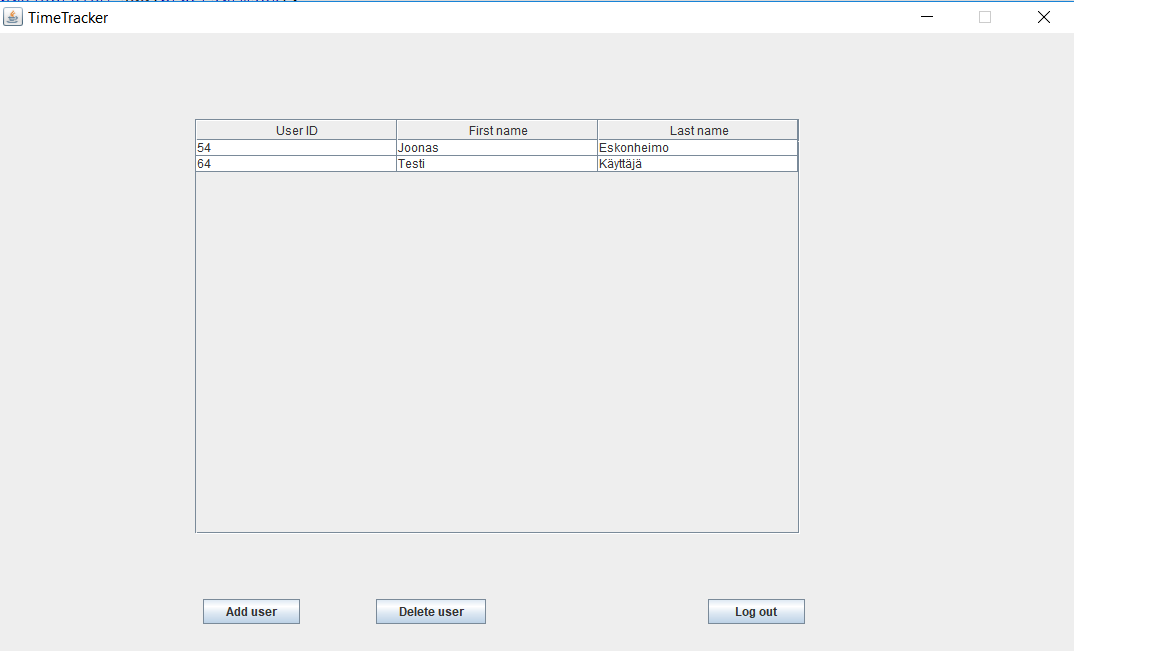 TimeTracker
User ID First name Last name
54 Joonas Eskonheimo
64 Testi Käyttäjä
Add user Delete user Log out